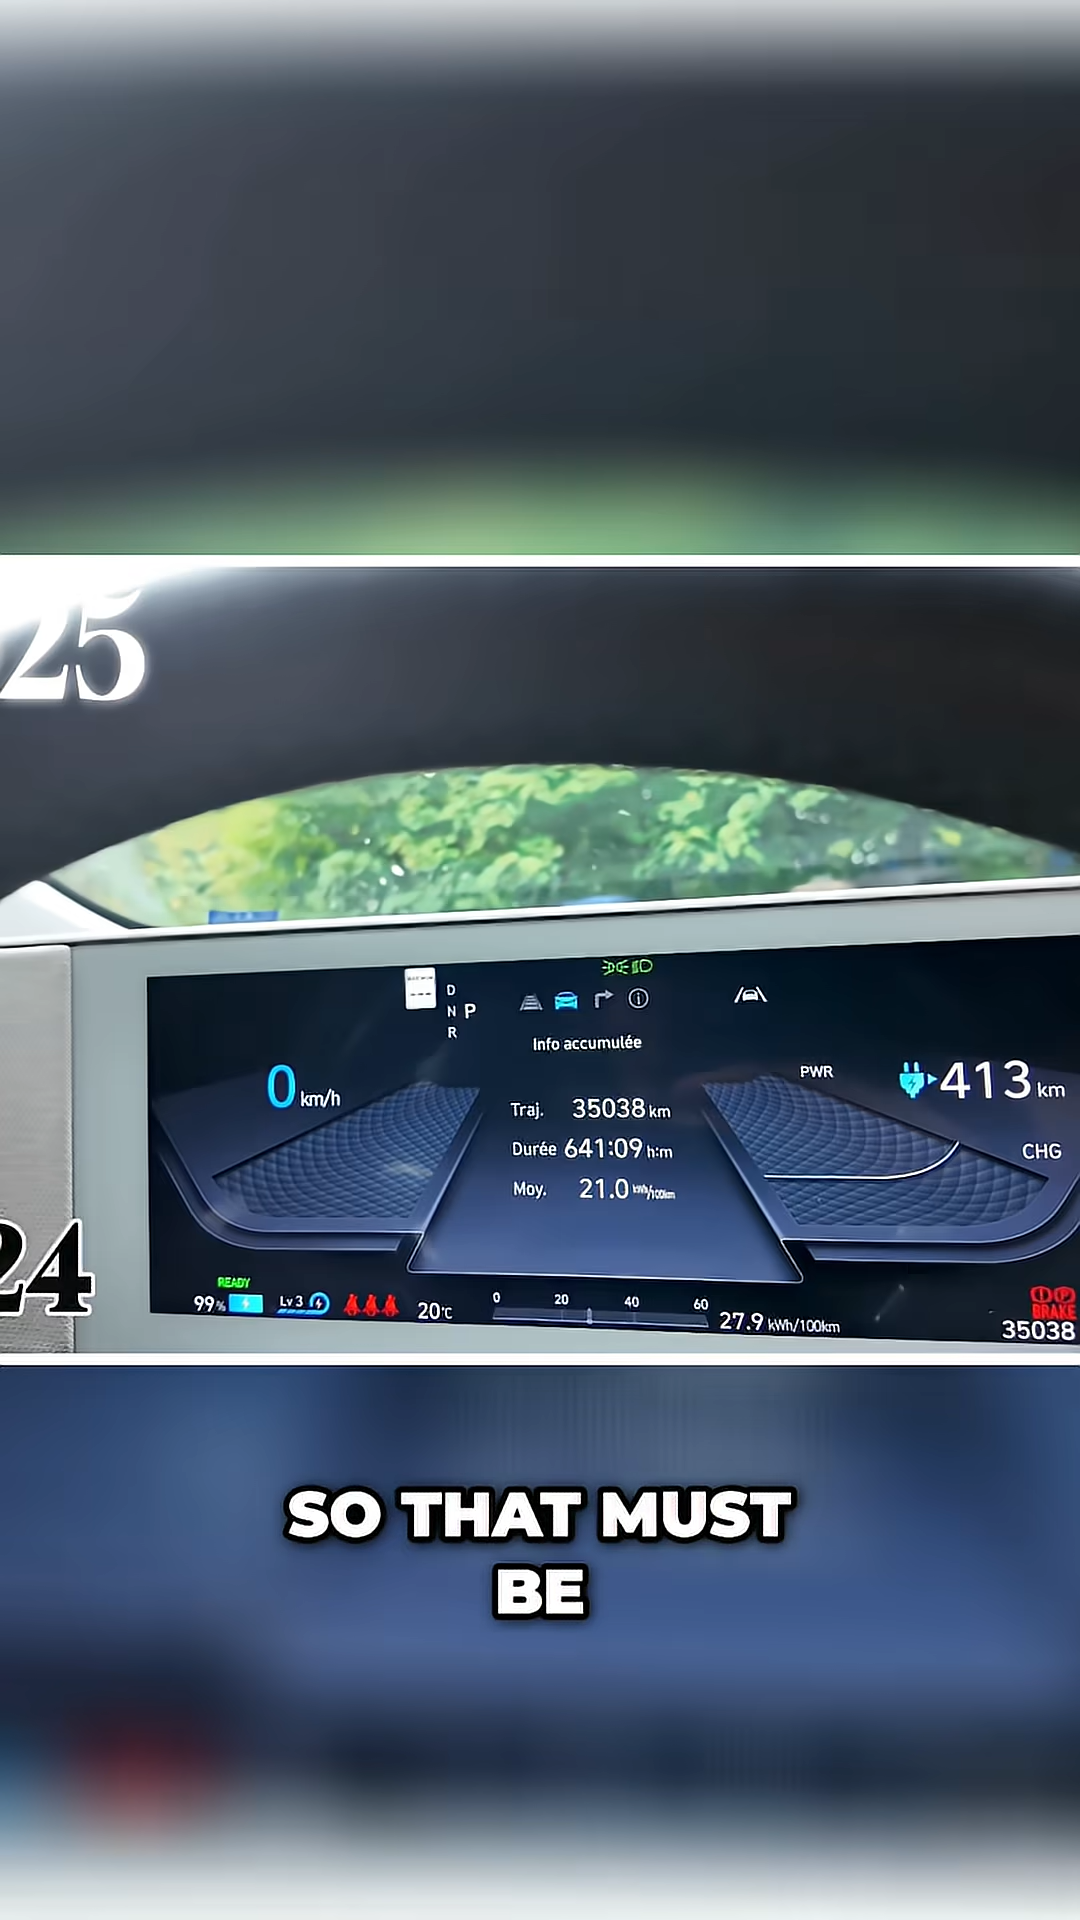 25
D
N P
R
Info accumulée
0 km/h
PWR
413 km
Traj. 35038 km
CHG
Durée 641:09 h:m
Moy. 21.0 kWh/100km
24
READY
99%
Lv 3
20°C
0 20 40 60
27.9 kWh/100km
BRAKE
35038
SO THAT MUST
BE